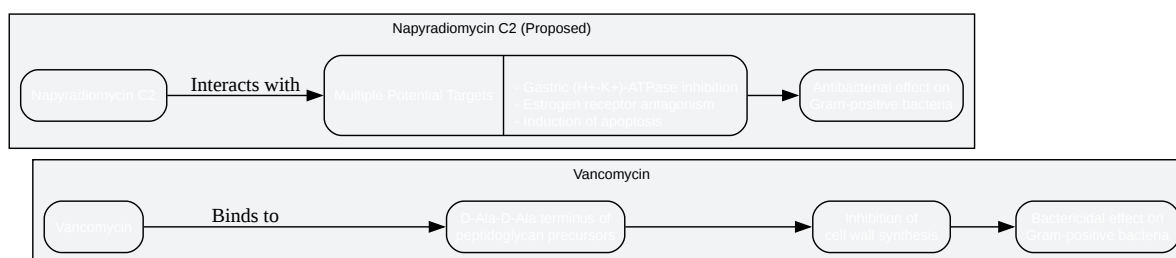 Napyradiomycin C2 (Proposed)
Napyradiomycin C2
Interacts with
Multiple Potential Targets
- Gastric (H+-K+)-ATPase inhibition
- Estrogen receptor antagonism
- Induction of apoptosis
Antibacterial effect on
Gram-positive bacteria
Vancomycin
Vancomycin
Binds to
D-Ala-D-Ala terminus of
peptidoglycan precursors
Inhibition of
cell wall synthesis
Bactericidal effect on
Gram-positive bacteria